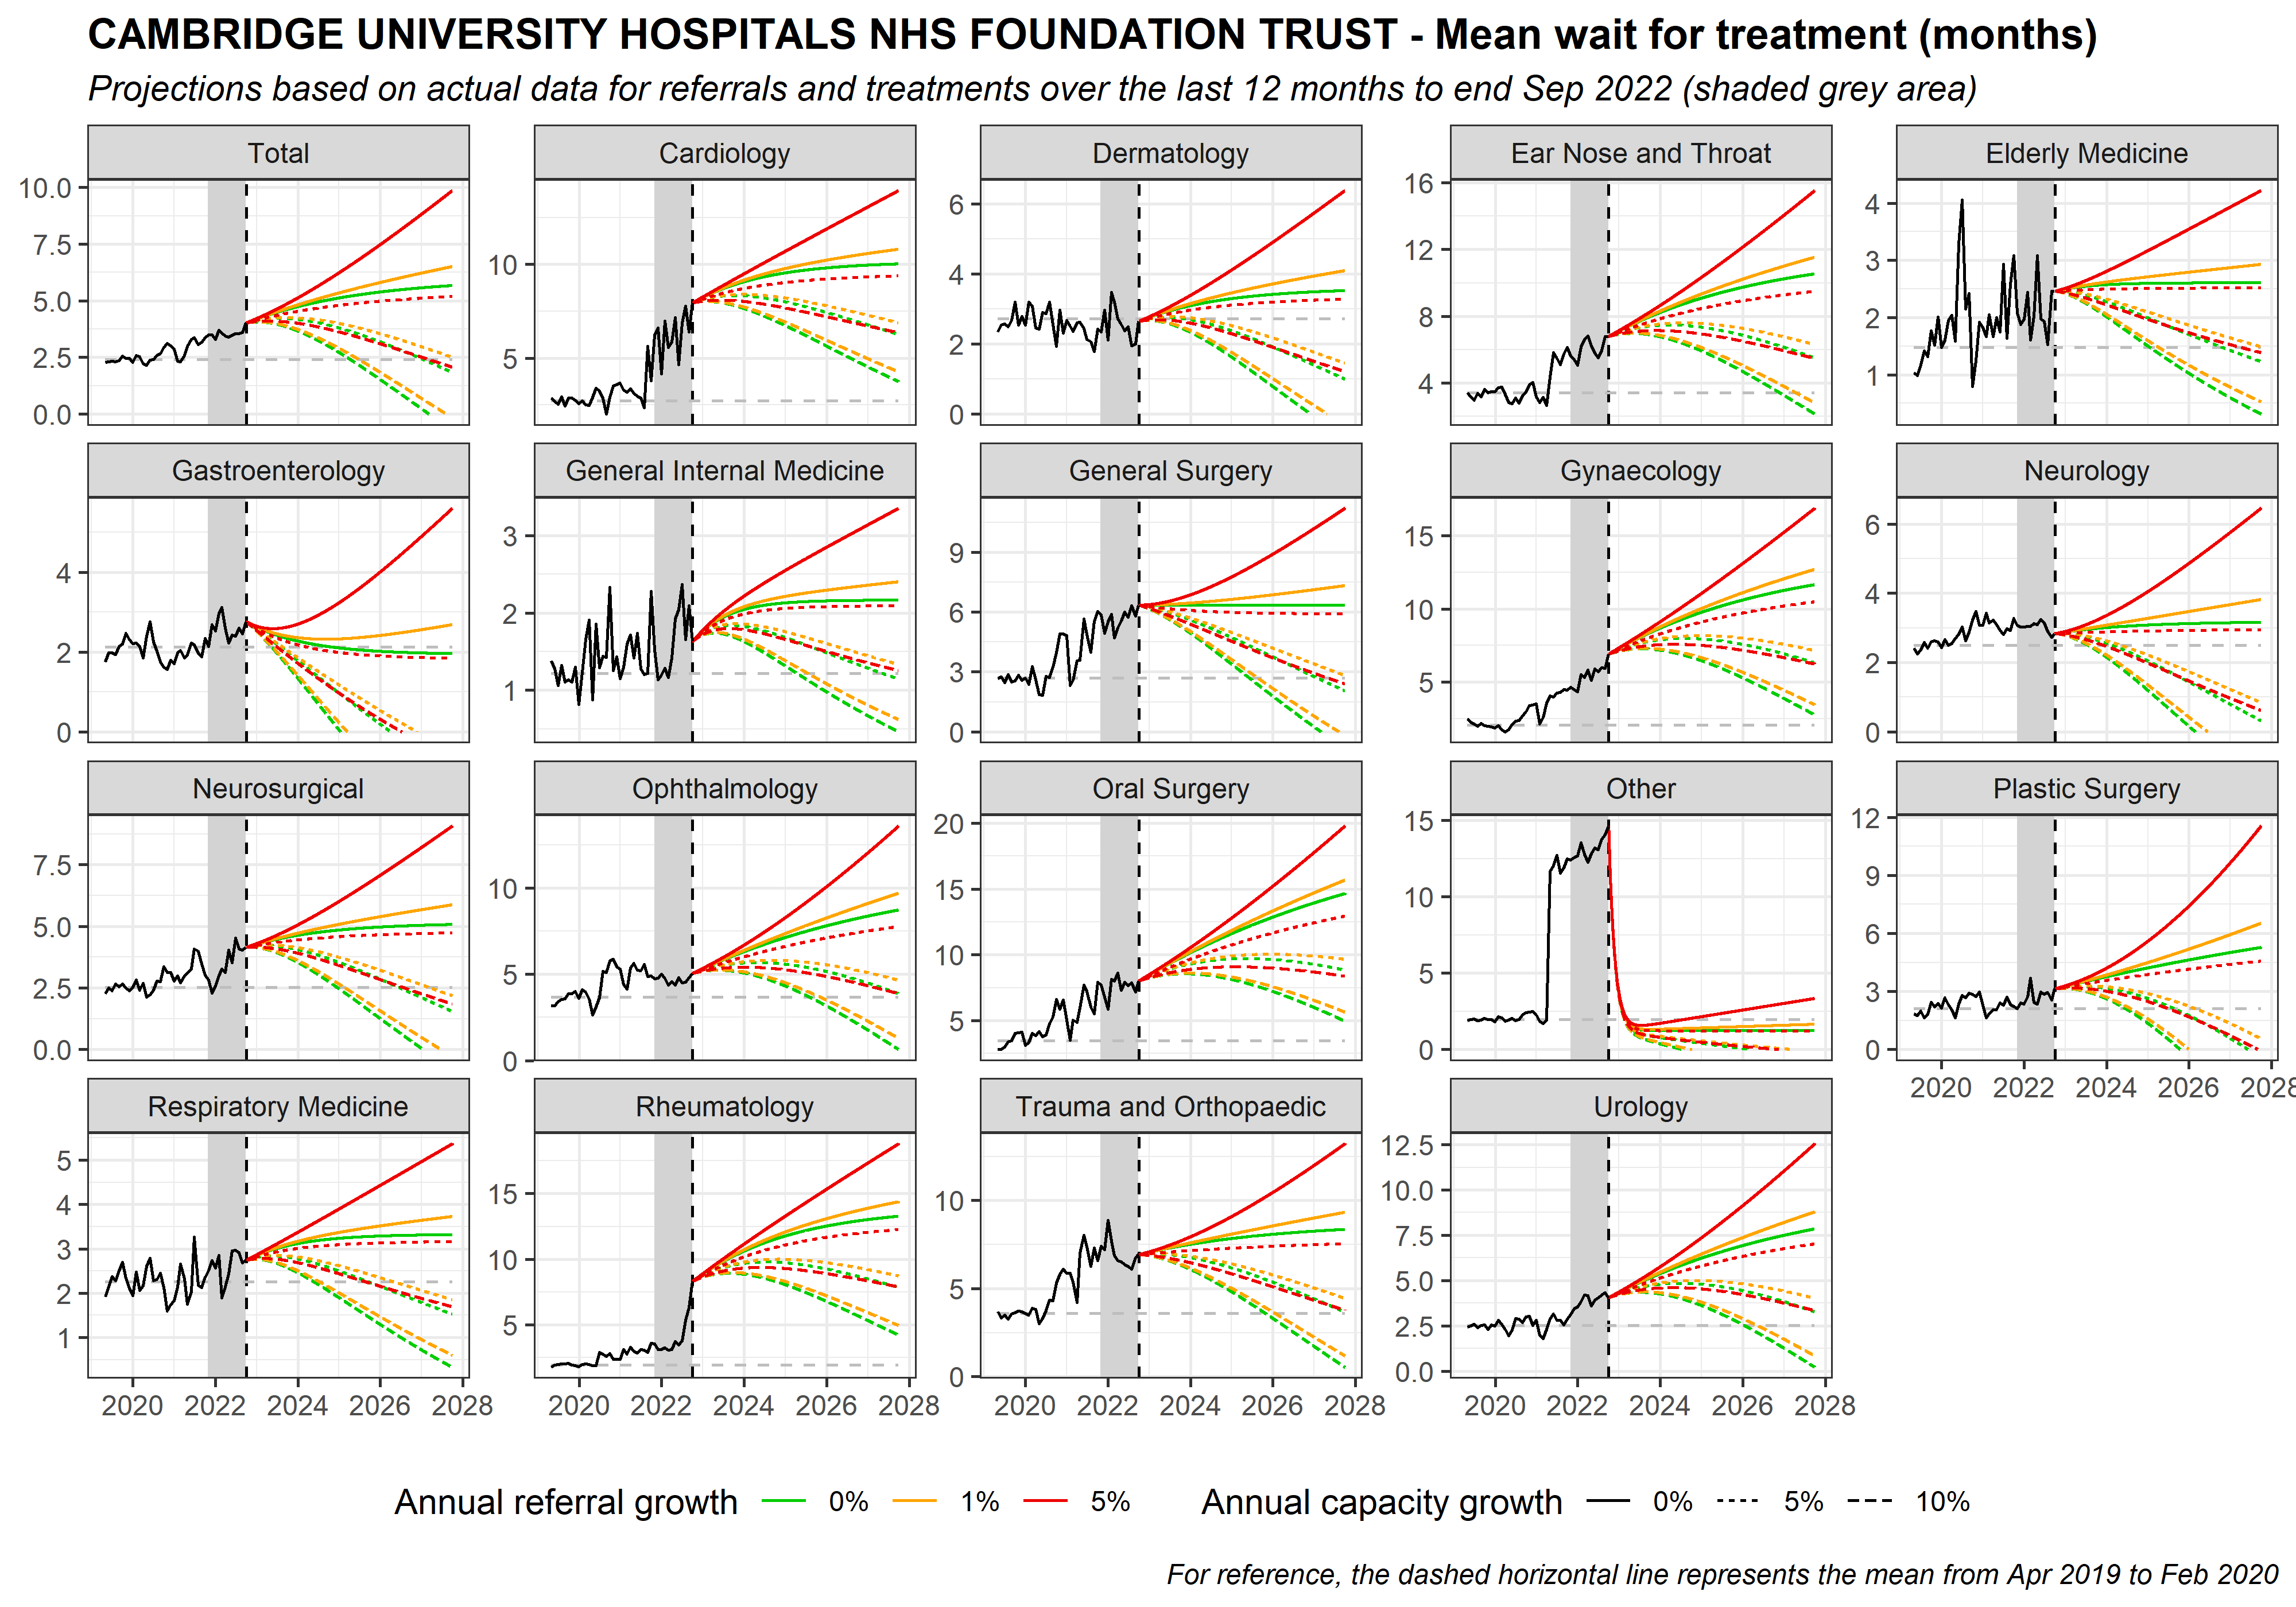 CAMBRIDGE UNIVERSITY HOSPITALS NHS FOUNDATION TRUST - Mean wait for treatment (months)
Projections based on actual data for referrals and treatments over the last 12 months to end Sep 2022 (shaded grey area)
Total
Cardiology
Dermatology
Ear Nose and Throat
Elderly Medicine
10.0
7.5
5.0
2.5
0.0
10
5
6
4
2
0
16
12
8
4
4
3
2
1
Gastroenterology
General Internal Medicine
General Surgery
Gynaecology
Neurology
4
2
0
3
2
1
9
6
3
0
15
10
5
6
4
2
0
Neurosurgical
Ophthalmology
Oral Surgery
Other
Plastic Surgery
7.5
5.0
2.5
0.0
10
5
0
20
15
10
5
15
10
5
0
12
9
6
3
0
2020 2022 2024 2026 2028
Respiratory Medicine
Rheumatology
Trauma and Orthopaedic
Urology
5
4
3
2
1
15
10
5
10
5
0
12.5
10.0
7.5
5.0
2.5
0.0
2020 2022 2024 2026 2028
2020 2022 2024 2026 2028
2020 2022 2024 2026 2028
2020 2022 2024 2026 2028
Annual referral growth 0% 1% 5% Annual capacity growth 0% 5% 10%
For reference, the dashed horizontal line represents the mean from Apr 2019 to Feb 2020